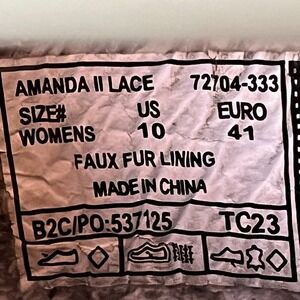 AMANDA II LACE 72704-333
SIZE# US EURO
WOMENS 10 41
FAUX FUR LINING
MADE IN CHINA
B2C/PO:537125 TC23